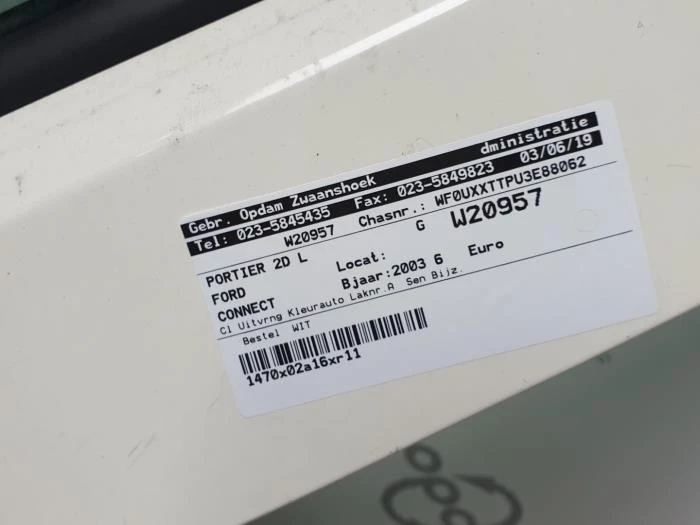 Gebr. Opdam Zwaanshoek dministratie
Tel: 023-5845435 Fax: 023-5849823 03/06/19
W20957 Chasnr.: WF0UXXTTPU3E88062
PORTIER 2D L G W20957
FORD Locat:
CONNECT Bjaar:2003 6 Euro
Cl Uitvrng Kleurauto Laknr.A Sen Bijz.
Bestel WIT
1470x02a16xr11